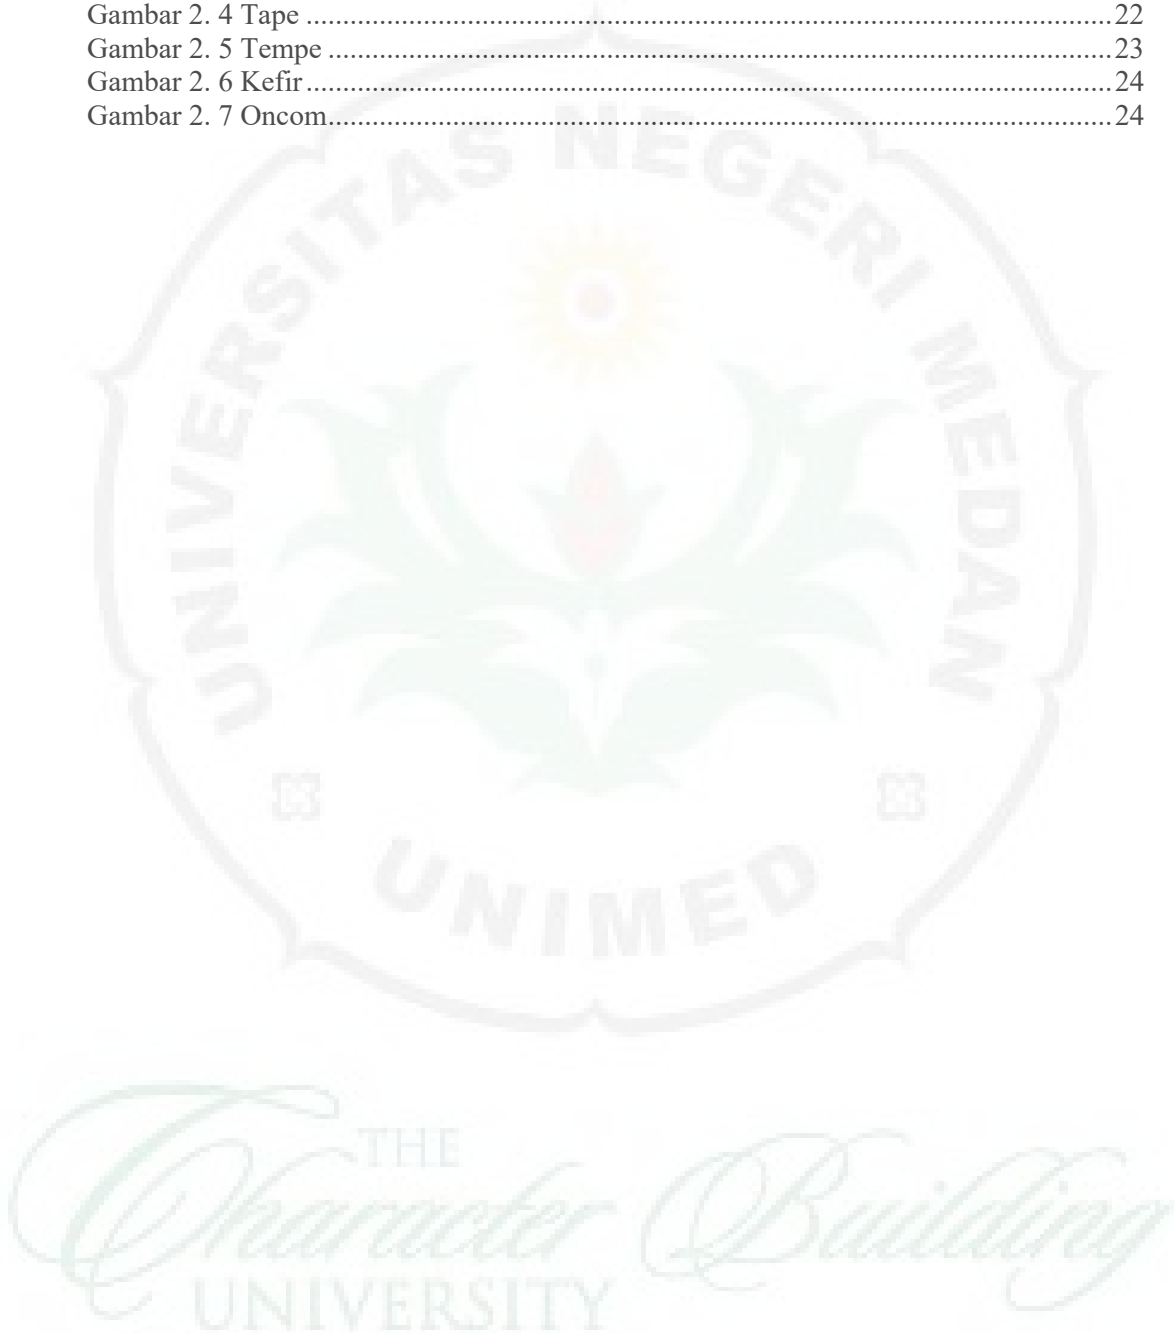 Gambar 2. 4 Tape ..............................................................................................................22
Gambar 2. 5 Tempe ...........................................................................................................23
Gambar 2. 6 Kefir..............................................................................................................24
Gambar 2. 7 Oncom...........................................................................................................24
UNIVERSITAS NEGERI MEDAN
UNIMED
THE
Character Building
UNIVERSITY